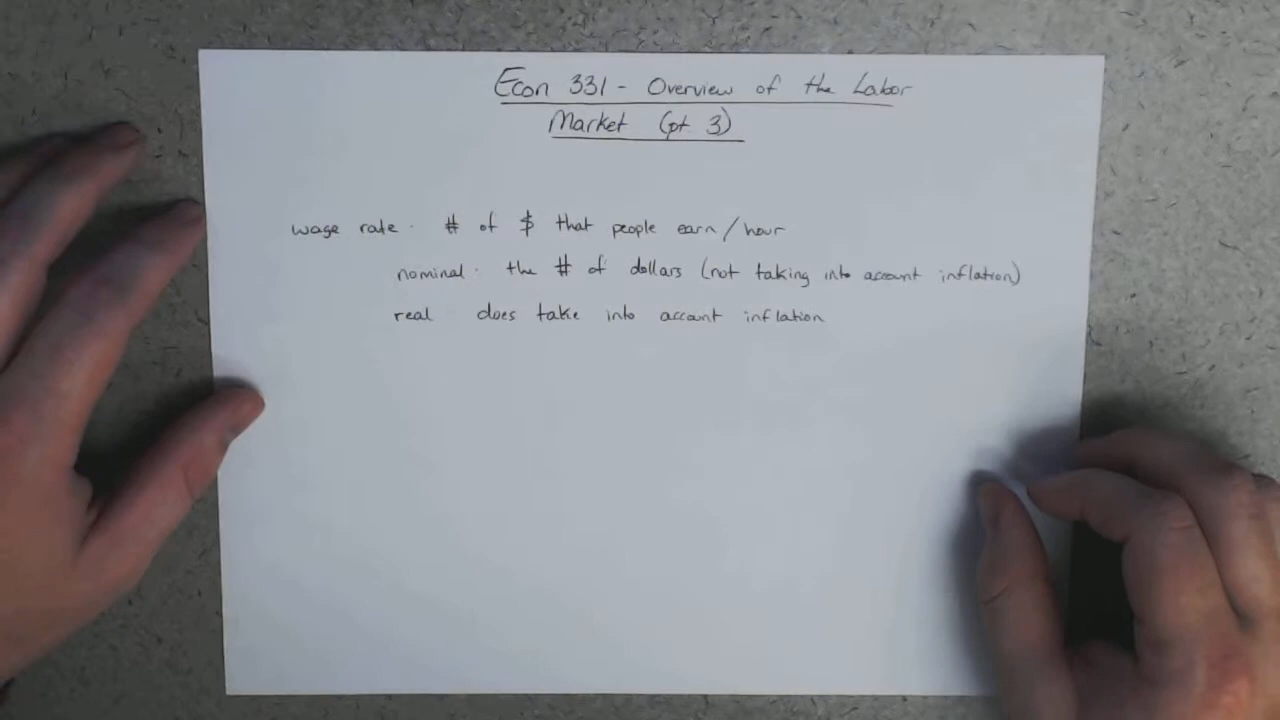 Econ 331 - Overview of the Labor
Market (pt. 3)
wage rate: # of $ that people earn/hour
nominal: the # of dollars (not taking into account inflation)
real does take into account inflation